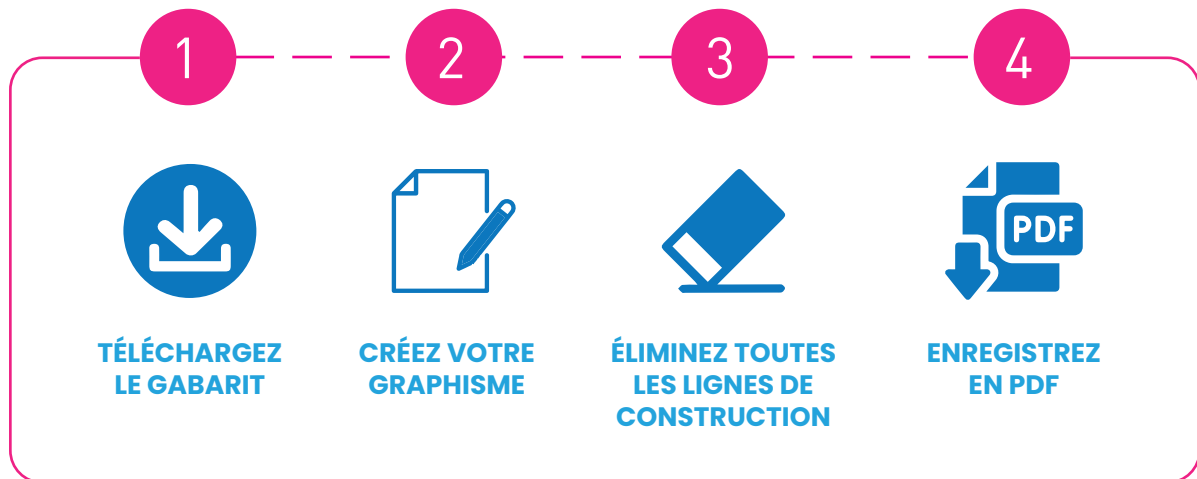 1
2
3
4
PDF
TÉLÉCHARGEZ
LE GABARIT
CRÉEZ VOTRE
GRAPHISME
ÉLIMINEZ TOUTES
LES LIGNES DE
CONSTRUCTION
ENREGISTREZ
EN PDF